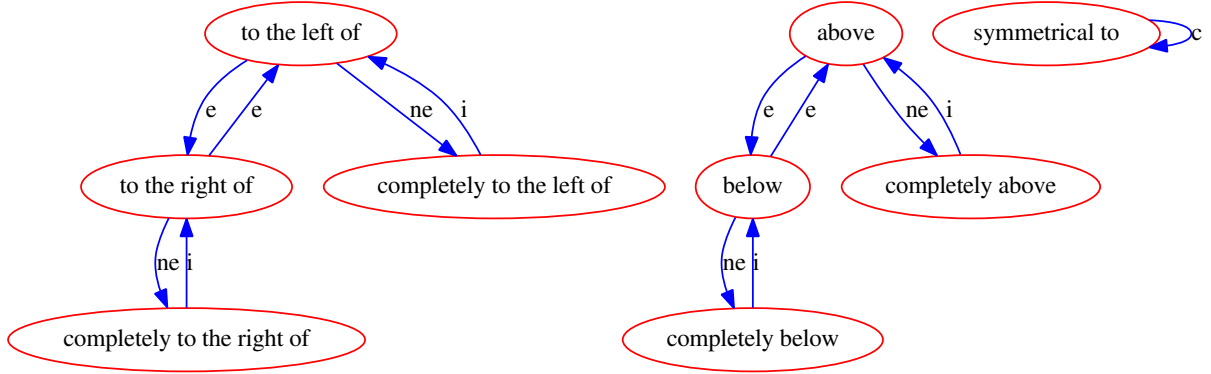 to the left of
above
symmetrical to
c
e
e
ne
i
e
e
ne
i
to the right of
completely to the left of
below
completely above
ne
i
ne
i
completely to the right of
completely below